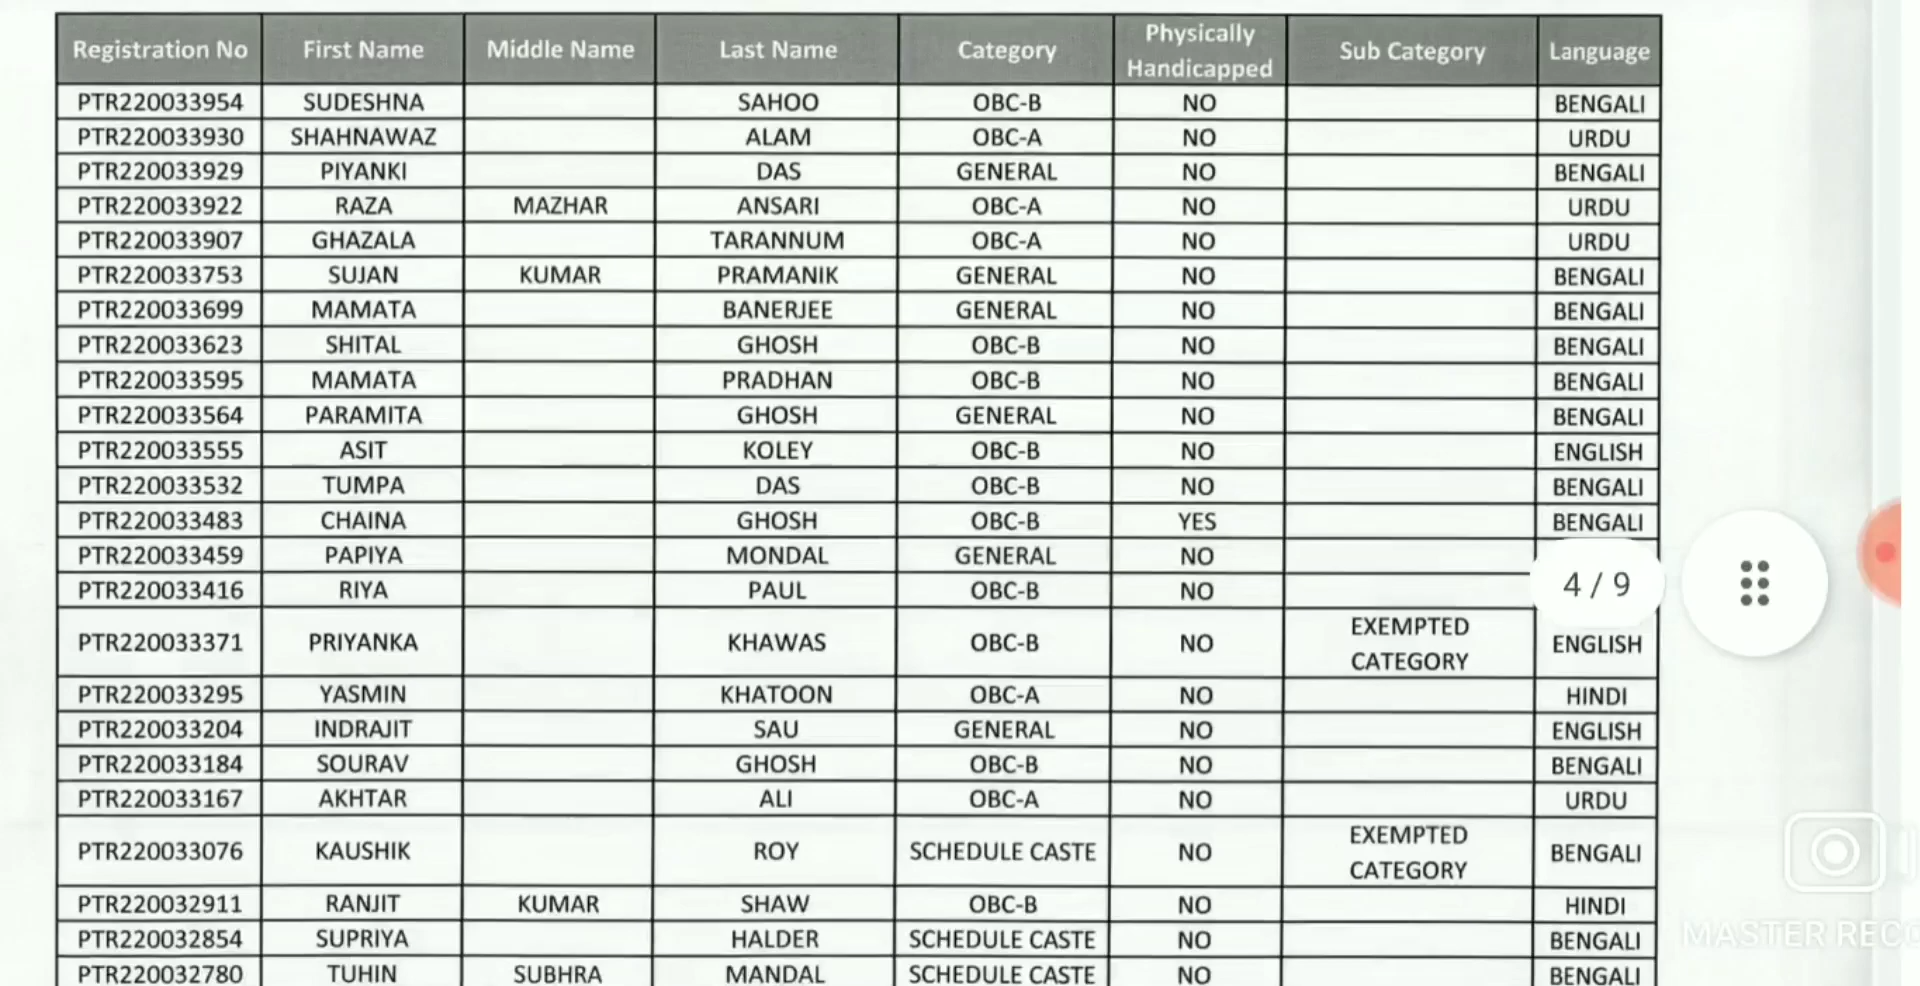 Registration No First Name Middle Name Last Name Category Physically Handicapped Sub Category Language
PTR220033954 SUDESHNA SAHOO OBC-B NO BENGALI
PTR220033930 SHAHNAWAZ ALAM OBC-A NO URDU
PTR220033929 PIYANKI DAS GENERAL NO BENGALI
PTR220033922 RAZA MAZHAR ANSARI OBC-A NO URDU
PTR220033907 GHAZALA TARANNUM OBC-A NO URDU
PTR220033753 SUJAN KUMAR PRAMANIK GENERAL NO BENGALI
PTR220033699 MAMATA BANERJEE GENERAL NO BENGALI
PTR220033623 SHITAL GHOSH OBC-B NO BENGALI
PTR220033595 MAMATA PRADHAN OBC-B NO BENGALI
PTR220033564 PARAMITA GHOSH GENERAL NO BENGALI
PTR220033555 ASIT KOLEY OBC-B NO ENGLISH
PTR220033532 TUMPA DAS OBC-B NO BENGALI
PTR220033483 CHAINA GHOSH OBC-B YES BENGALI
PTR220033459 PAPIYA MONDAL GENERAL NO
PTR220033416 RIYA PAUL OBC-B NO
4 / 9
PTR220033371 PRIYANKA KHAWAS OBC-B NO EXEMPTED CATEGORY ENGLISH
PTR220033295 YASMIN KHATOON OBC-A NO HINDI
PTR220033204 INDRAJIT SAU GENERAL NO ENGLISH
PTR220033184 SOURAV GHOSH OBC-B NO BENGALI
PTR220033167 AKHTAR ALI OBC-A NO URDU
PTR220033076 KAUSHIK ROY SCHEDULE CASTE NO EXEMPTED CATEGORY BENGALI
PTR220032911 RANJIT KUMAR SHAW OBC-B NO HINDI
PTR220032854 SUPRIYA HALDER SCHEDULE CASTE NO BENGALI
MASTER RECO
PTR220032780 TUHIN SUBHRA MANDAL SCHEDULE CASTE NO BENGALI